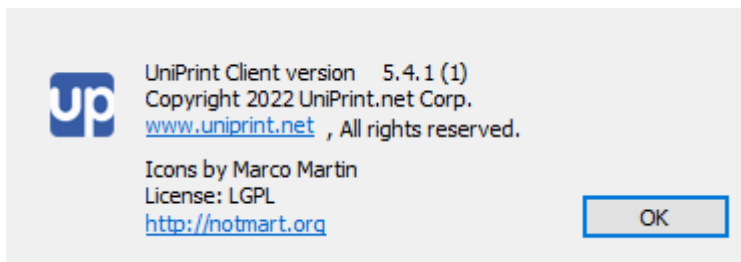 up
UniPrint Client version 5.4.1 (1)
Copyright 2022 UniPrint.net Corp.
www.uniprint.net , All rights reserved.
Icons by Marco Martin
License: LGPL
http://notmart.org
OK